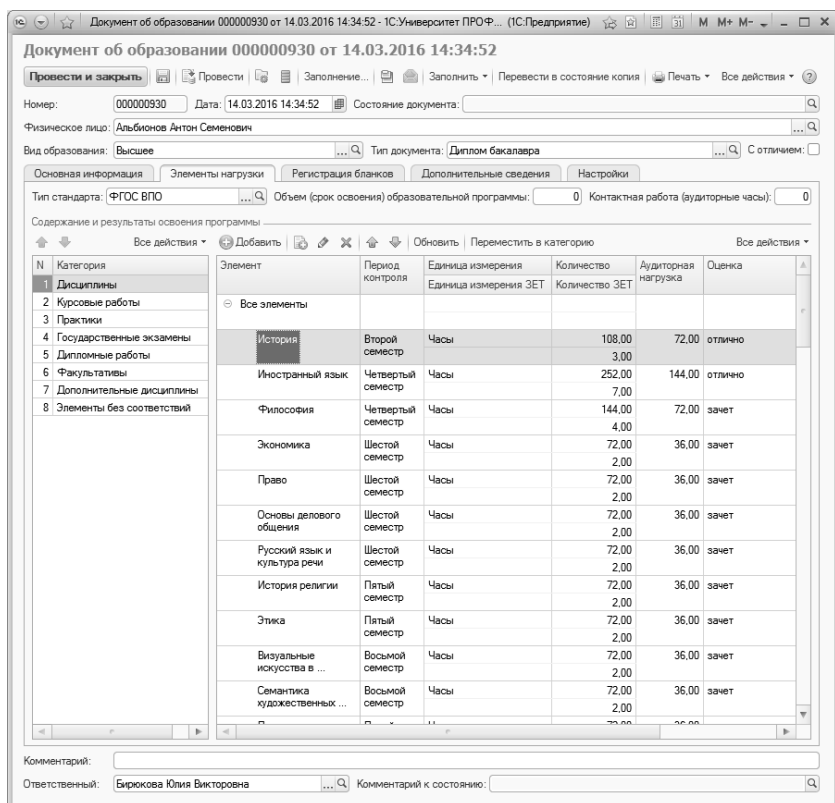 Документ об образовании 000000930 от 14.03.2016 14:34:52 - 1С:Университет ПРОФ... (1С:Предприятие) 31 M M+ M-
Документ об образовании 000000930 от 14.03.2016 14:34:52
Провести и закрыть Провести Заполнение... Заполнить Перевести в состояние копия Печать Все действия ?
Номер: 000000930 Дата: 14.03.2016 14:34:52 Состояние документа:
Физическое лицо: Альбионов Антон Семенович ...
Вид образования: Высшее ... Тип документа: Диплом бакалавра ... С отличием:
Основная информация Элементы нагрузки Регистрация бланков Дополнительные сведения Настройки
Тип стандарта: ФГОС ВПО ... Объем (срок освоения) образовательной программы: 0 Контактная работа (аудиторные часы): 0
Содержание и результаты освоения программы
Все действия Добавить Обновить Переместить в категорию Все действия
N Категория
1 Дисциплины
2 Курсовые работы
3 Практики
4 Государственные экзамены
5 Дипломные работы
6 Факультативы
7 Дополнительные дисциплины
8 Элементы без соответствий
Элемент Период Единица измерения Количество Аудиторная Оценка
контроля Единица измерения ЗЕТ Количество ЗЕТ нагрузка
Все элементы
История Второй Часы 108,00 72,00 отлично
семестр 3,00
Иностранный язык Четвертый Часы 252,00 144,00 отлично
семестр 7,00
Философия Четвертый Часы 144,00 72,00 зачет
семестр 4,00
Экономика Шестой Часы 72,00 36,00 зачет
семестр 2,00
Право Шестой Часы 72,00 36,00 зачет
семестр 2,00
Основы делового Шестой Часы 72,00 36,00 зачет
общения семестр 2,00
Русский язык и Шестой Часы 72,00 36,00 зачет
культура речи семестр 2,00
История религии Пятый Часы 72,00 36,00 зачет
семестр 2,00
Этика Пятый Часы 72,00 36,00 зачет
семестр 2,00
Визуальные Восьмой Часы 72,00 36,00 зачет
искусства в ... семестр 2,00
Семантика Восьмой Часы 72,00 36,00 зачет
художественных ... семестр 2,00
Комментарий:
Ответственный: Бирюкова Юлия Викторовна ... Комментарий к состоянию: